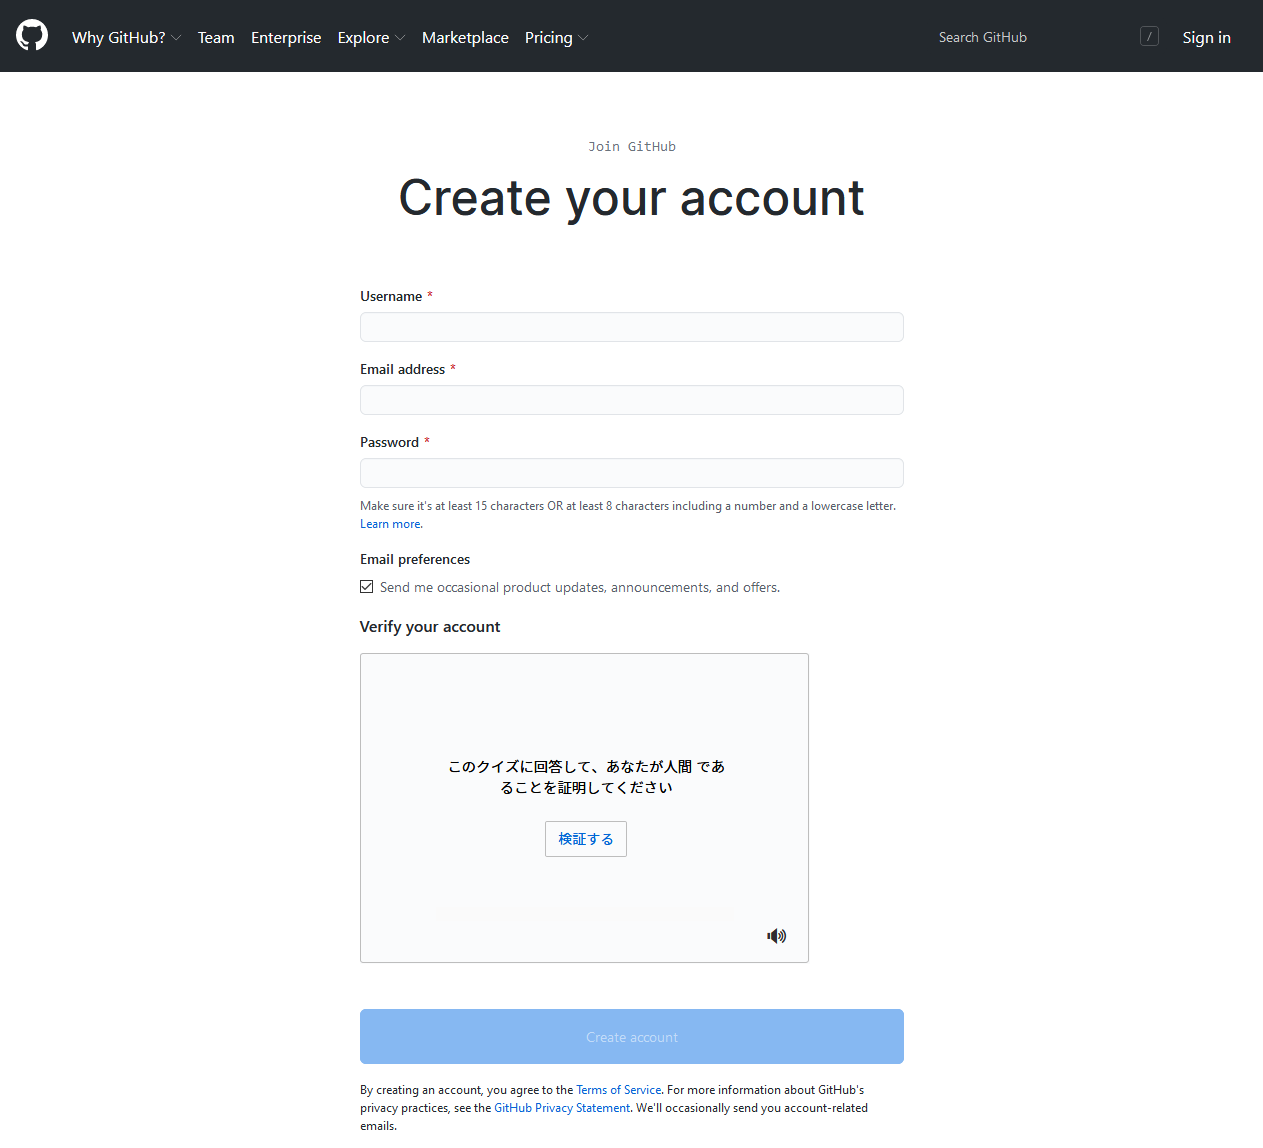 Why GitHub? Team Enterprise Explore Marketplace Pricing Search GitHub / Sign in
Join GitHub
Create your account
Username *
Email address *
Password *
Make sure it's at least 15 characters OR at least 8 characters including a number and a lowercase letter.
Learn more.
Email preferences
Send me occasional product updates, announcements, and offers.
Verify your account
このクイズに回答して、あなたが人間 であ
ることを証明してください
検証する
Create account
By creating an account, you agree to the Terms of Service. For more information about GitHub's
privacy practices, see the GitHub Privacy Statement. We'll occasionally send you account-related
emails.